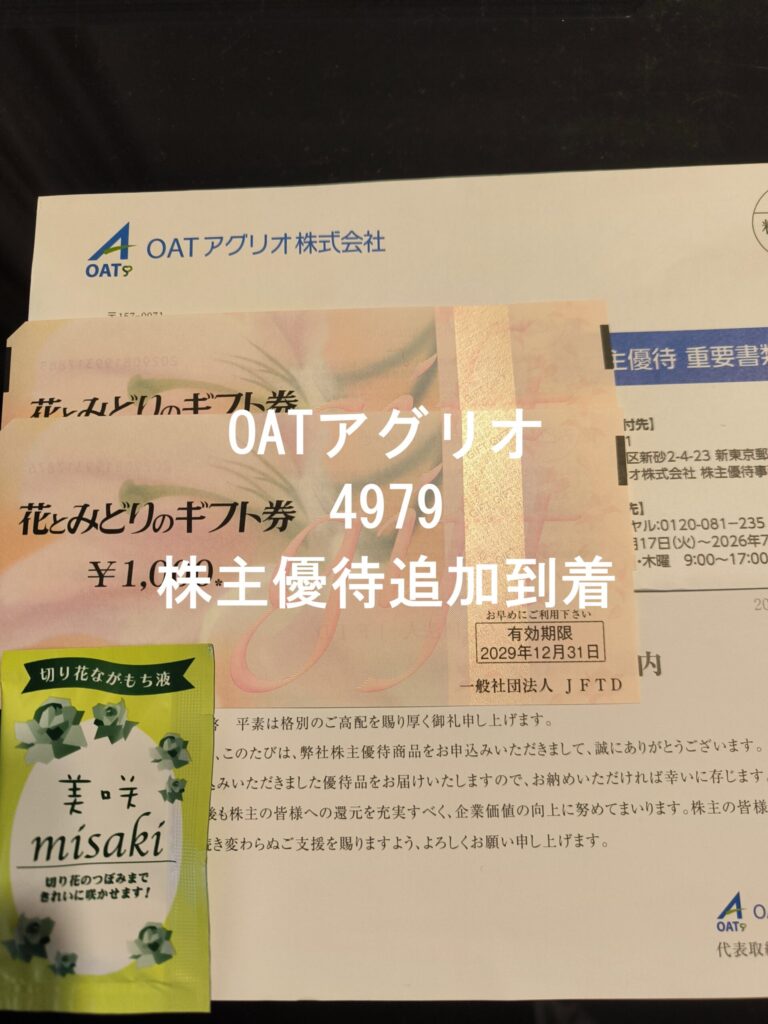 OATアグリオ株式会社
OAT
主優待 重要書類
付先】
区新砂2-4-23 新東京郵
オ株式会社 株主優待事
先】
ヤル:0120-081-235
月17日(火)~2026年7
・木曜 9:00~17:00
花とみどりのギフト券
花とみどりのギフト券
¥1,000*
OATアグリオ
4979
株主優待追加到着
お早めにご利用下さい
有効期限
2029年12月31日
一般社団法人 JFTD
内
平素は格別のご高配を賜り厚く御礼申し上げます。
、このたびは、弊社株主優待商品をお申込みいただきまして、誠にありがとうございます。
込みいただきました優待品をお届けいたしますので、お納めいただければ幸いに存じます。
後も株主の皆様への還元を充実すべく、企業価値の向上に努めてまいります。株主の皆様
続き変わらぬご支援を賜りますよう、よろしくお願い申し上げます。
OAT
代表取締
切り花ながもち液
美咲
misaki
切り花のつぼみまで
きれいに咲かせます!